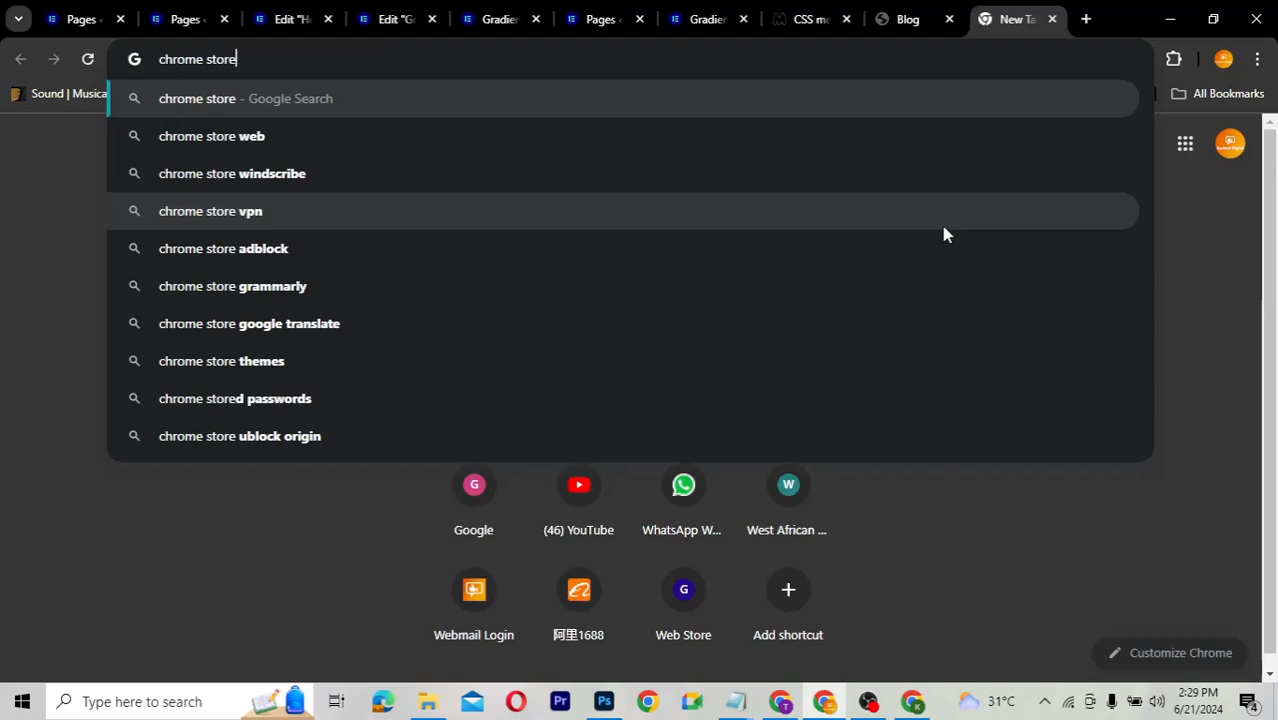 Pages
Pages
Edit "He
Edit "G
Gradier
Pages
Gradier
CSS me
Blog
New Ta
chrome store
Sound | Musica
All Bookmarks
chrome store - Google Search
chrome store web
chrome store windscribe
chrome store vpn
chrome store adblock
chrome store grammarly
chrome store google translate
chrome store themes
chrome stored passwords
chrome store ublock origin
Google
(46) YouTube
WhatsApp W...
West African ...
Webmail Login
阿里1688
Web Store
Add shortcut
Customize Chrome
Type here to search
31°C
2:29 PM
6/21/2024
4